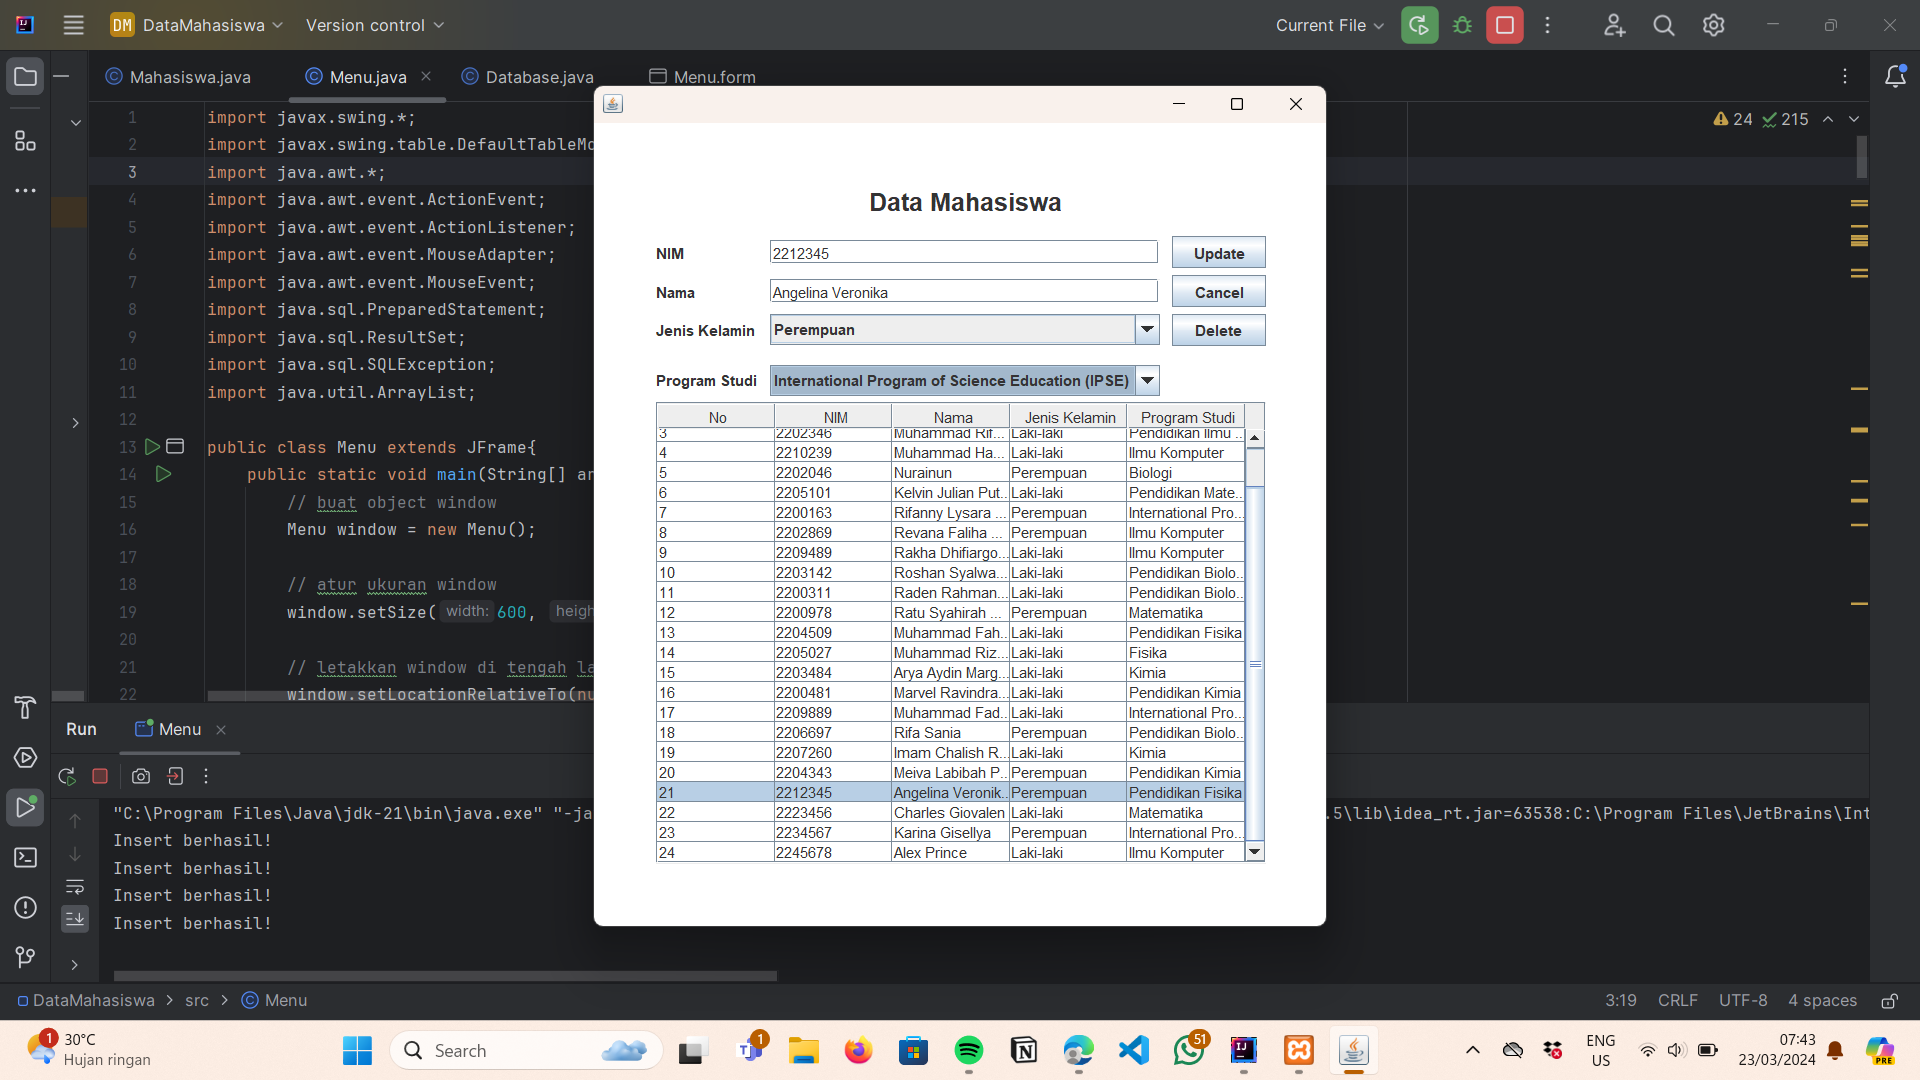 DM DataMahasiswa Version control Current File
Mahasiswa.java Menu.java Database.java Menu.form
24 215
1 import javax.swing.*;
2 import javax.swing.table.DefaultTableMo
3 import java.awt.*;
4 import java.awt.event.ActionEvent;
5 import java.awt.event.ActionListener;
6 import java.awt.event.MouseAdapter;
7 import java.awt.event.MouseEvent;
8 import java.sql.PreparedStatement;
9 import java.sql.ResultSet;
10 import java.sql.SQLException;
11 import java.util.ArrayList;
12
13 public class Menu extends JFrame{
14 public static void main(String[] ar
15 // buat object window
16 Menu window = new Menu();
17
18 // atur ukuran window
19 window.setSize( width: 600, heigh
20
21 // letakkan window di tengah la
22 window.setLocationRelativeTo(nu
Data Mahasiswa
NIM 2212345 Update
Nama Angelina Veronika Cancel
Jenis Kelamin Perempuan Delete
Program Studi International Program of Science Education (IPSE)
No NIM Nama Jenis Kelamin Program Studi
3 2202346 Muhammad Rif... Laki-laki Pendidikan Ilmu ...
4 2210239 Muhammad Ha... Laki-laki Ilmu Komputer
5 2202046 Nurainun Perempuan Biologi
6 2205101 Kelvin Julian Put... Laki-laki Pendidikan Mate...
7 2200163 Rifanny Lysara ... Perempuan International Pro...
8 2202869 Revana Faliha ... Perempuan Ilmu Komputer
9 2209489 Rakha Dhifiargo... Laki-laki Ilmu Komputer
10 2203142 Roshan Syalwa... Laki-laki Pendidikan Biolo...
11 2200311 Raden Rahman... Laki-laki Pendidikan Biolo...
12 2200978 Ratu Syahirah ... Perempuan Matematika
13 2204509 Muhammad Fah... Laki-laki Pendidikan Fisika
14 2205027 Muhammad Riz... Laki-laki Fisika
15 2203484 Arya Aydin Marg... Laki-laki Kimia
16 2200481 Marvel Ravindra... Laki-laki Pendidikan Kimia
17 2209889 Muhammad Fad... Laki-laki International Pro...
18 2206697 Rifa Sania Perempuan Pendidikan Biolo...
19 2207260 Imam Chalish R... Laki-laki Kimia
20 2204343 Meiva Labibah P... Perempuan Pendidikan Kimia
21 2212345 Angelina Veronik... Perempuan Pendidikan Fisika
22 2223456 Charles Giovalen Laki-laki Matematika
23 2234567 Karina Gisellya Perempuan International Pro...
24 2245678 Alex Prince Laki-laki Ilmu Komputer
Run Menu
"C:\Program Files\Java\jdk-21\bin\java.exe" "-ja .5\lib\idea_rt.jar=63538:C:\Program Files\JetBrains\Int
Insert berhasil!
Insert berhasil!
Insert berhasil!
Insert berhasil!
DataMahasiswa src Menu 3:19 CRLF UTF-8 4 spaces
1 30°C
Hujan ringan
Search
1
51
ENG
US
07:43
23/03/2024
PRE